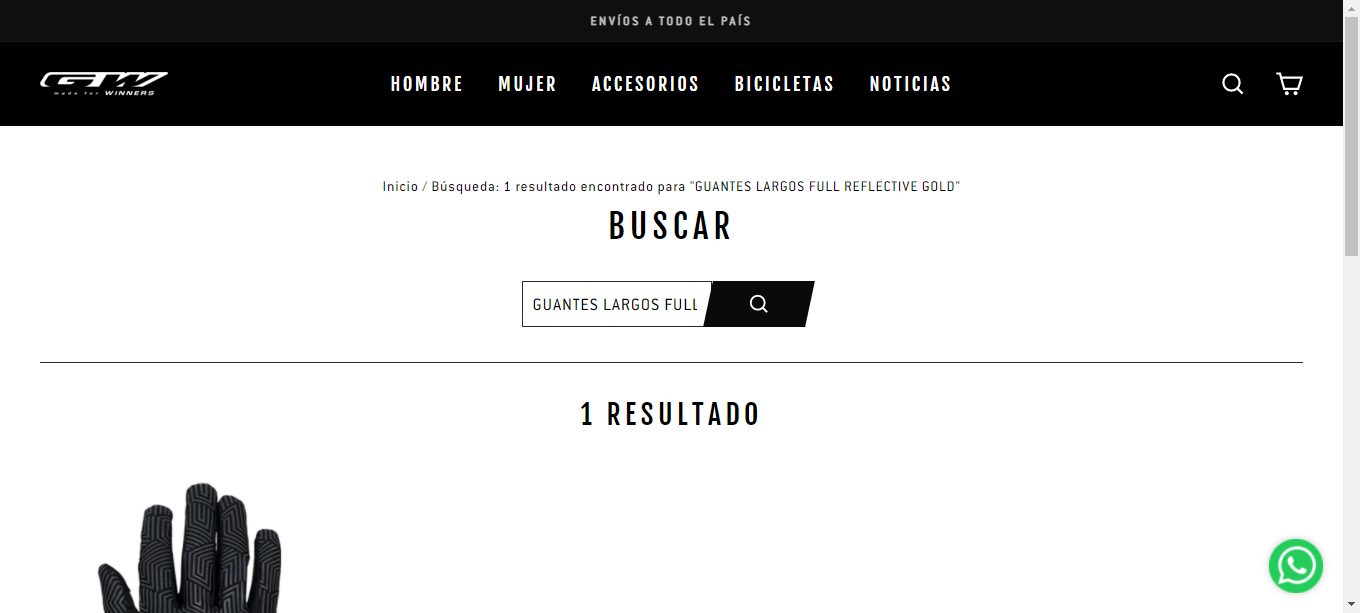 ENVÍOS A TODO EL PAÍS
GW
made for WINNERS
HOMBRE MUJER ACCESORIOS BICICLETAS NOTICIAS
Inicio / Búsqueda: 1 resultado encontrado para "GUANTES LARGOS FULL REFLECTIVE GOLD"
BUSCAR
GUANTES LARGOS FULL
1 RESULTADO